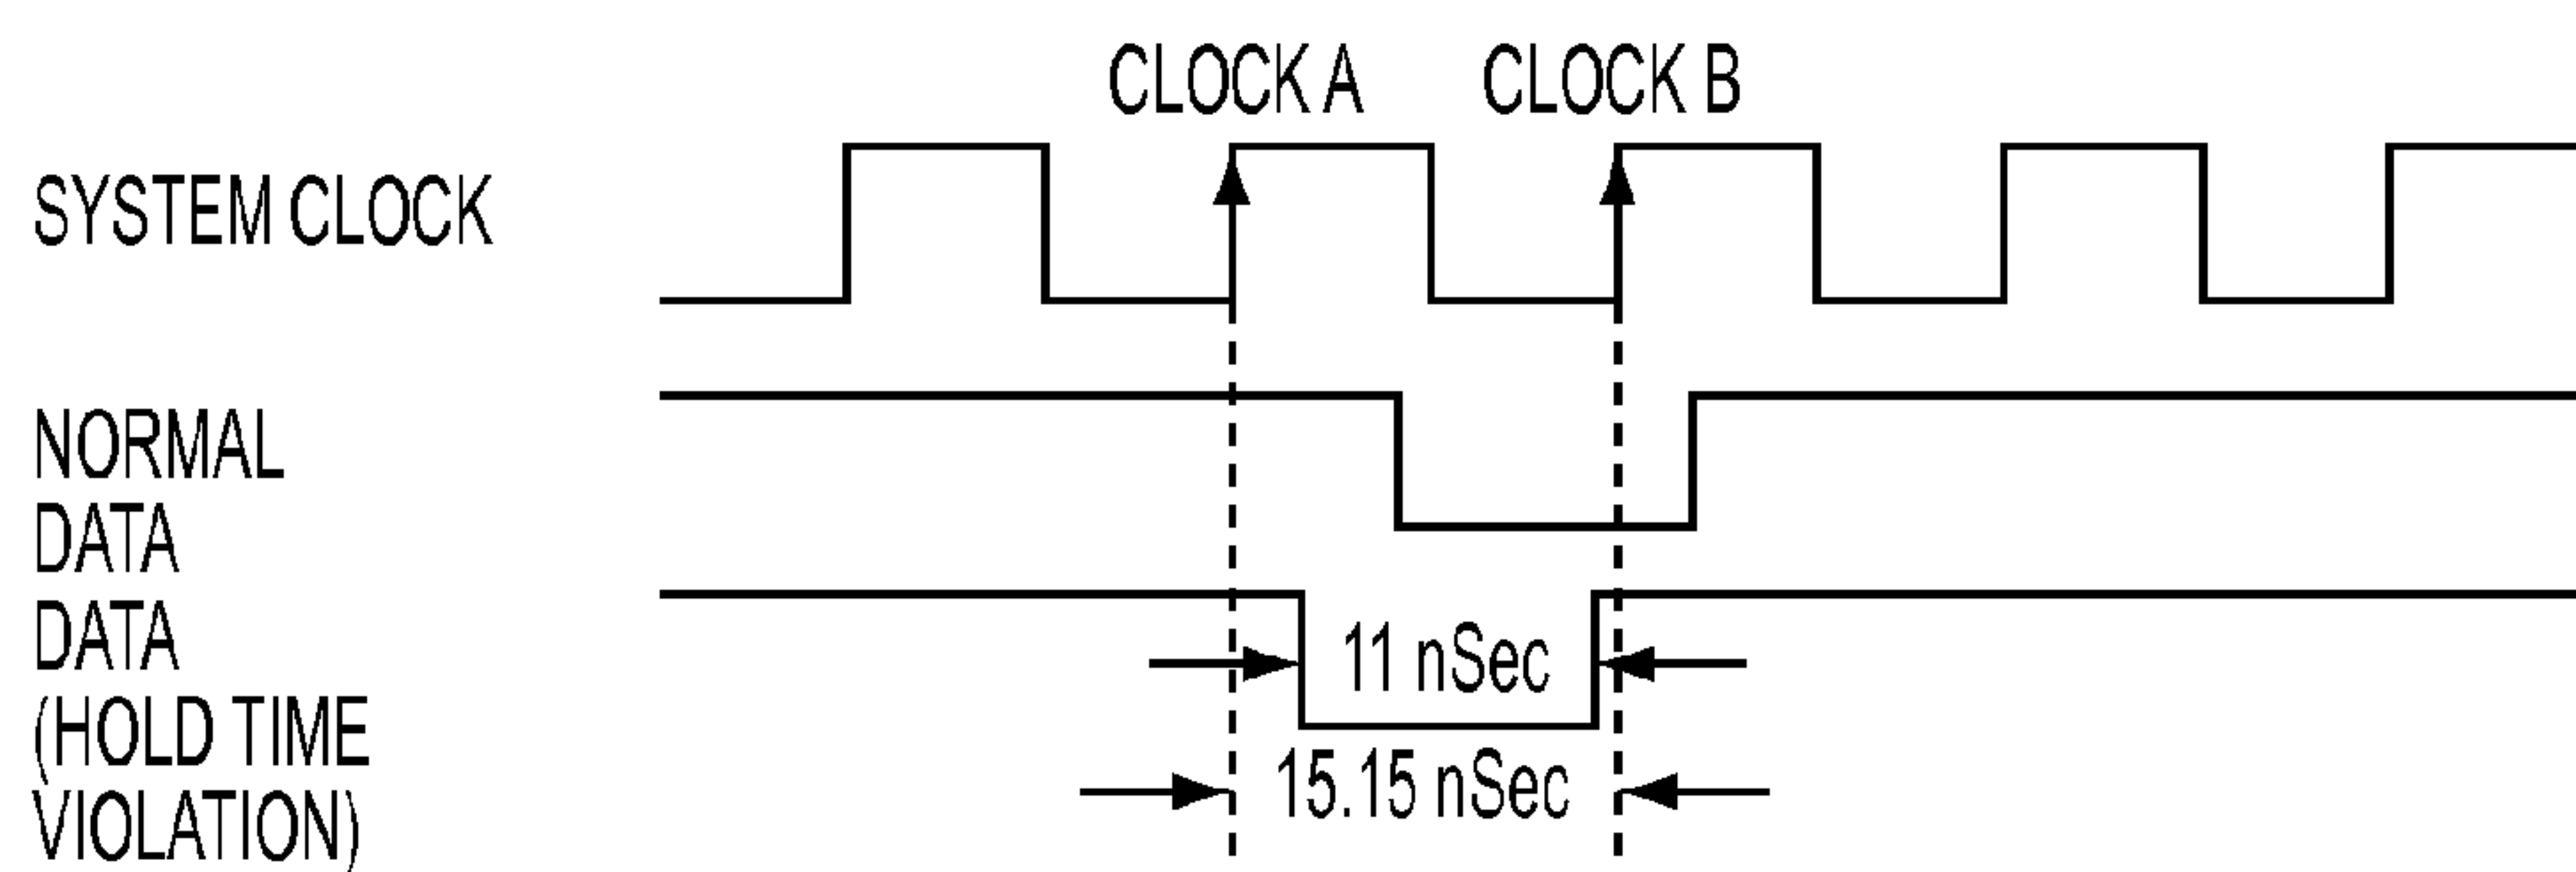 CLOCK A CLOCK B
SYSTEM CLOCK
NORMAL
DATA
DATA
(HOLD TIME
VIOLATION)
11 nSec
15.15 nSec